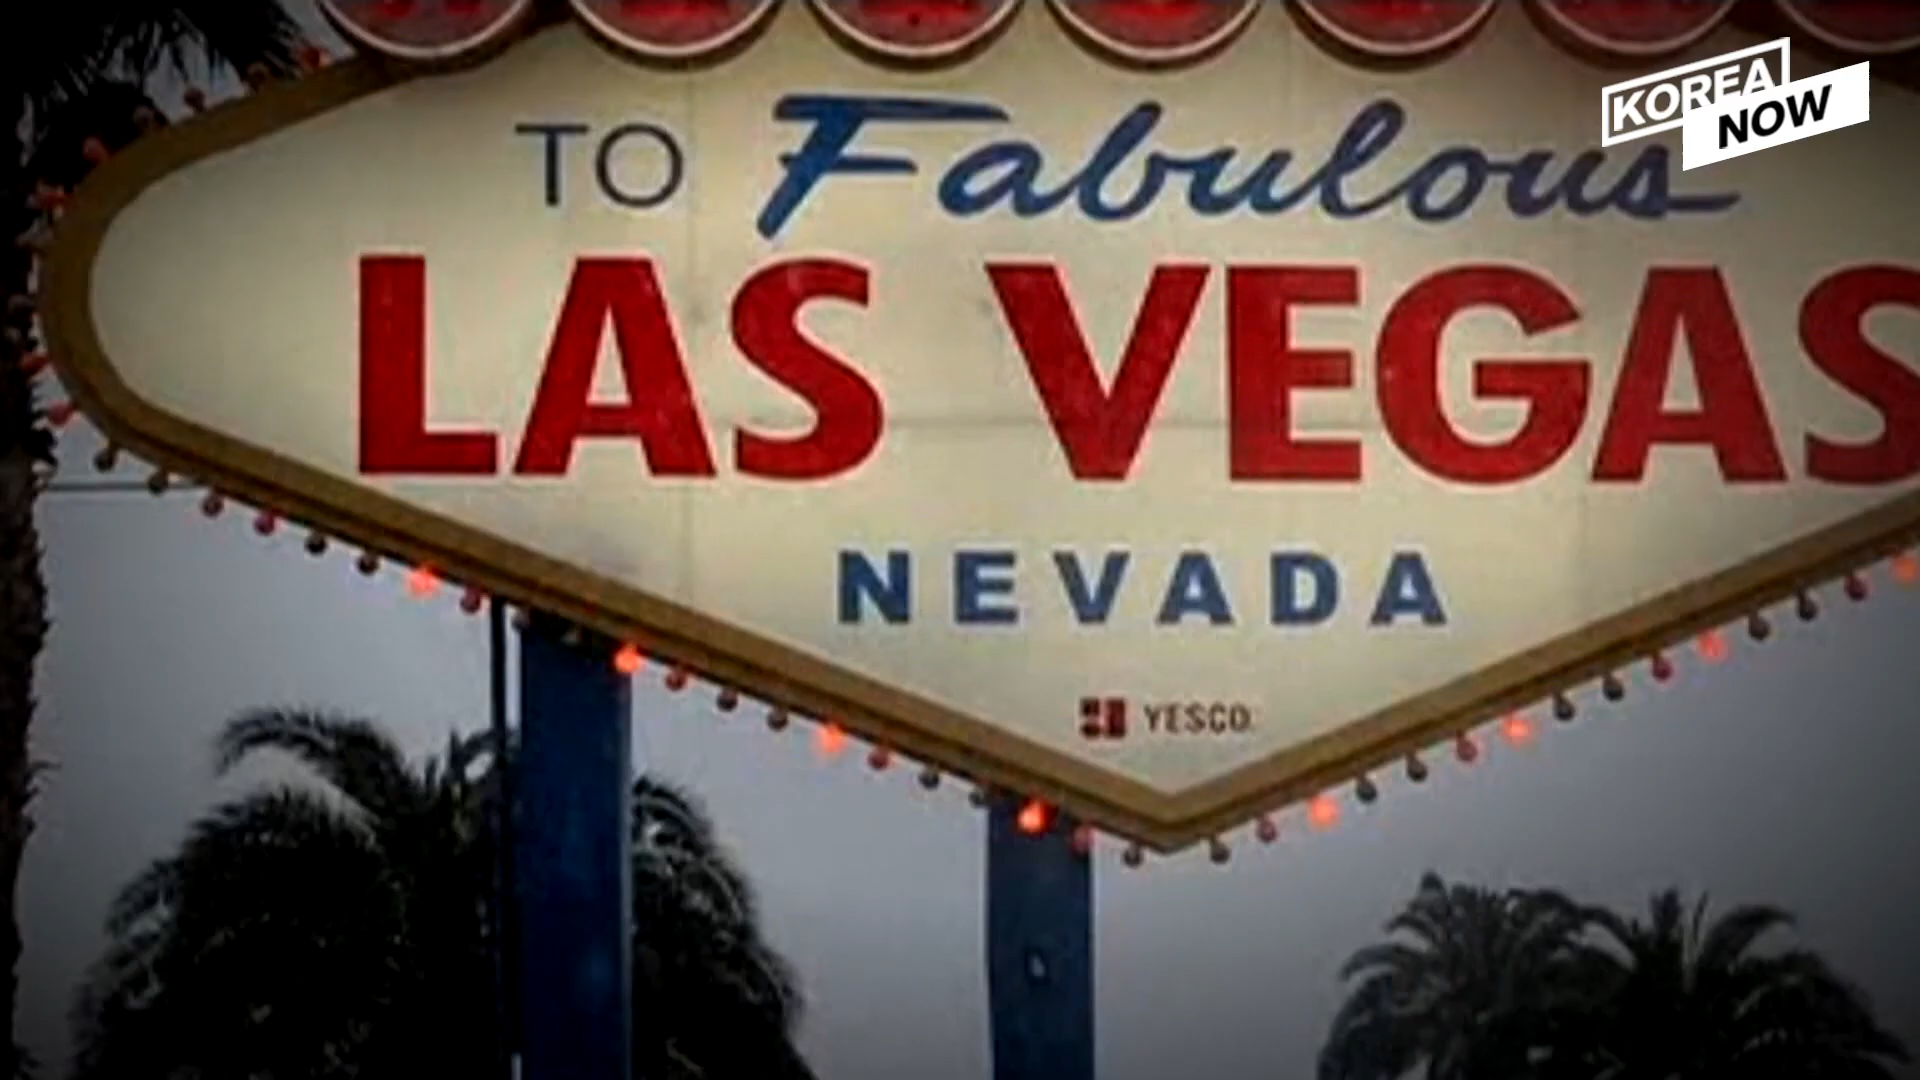 KOREA
NOW
TO Fabulous
LAS VEGAS
NEVADA
YESCO.